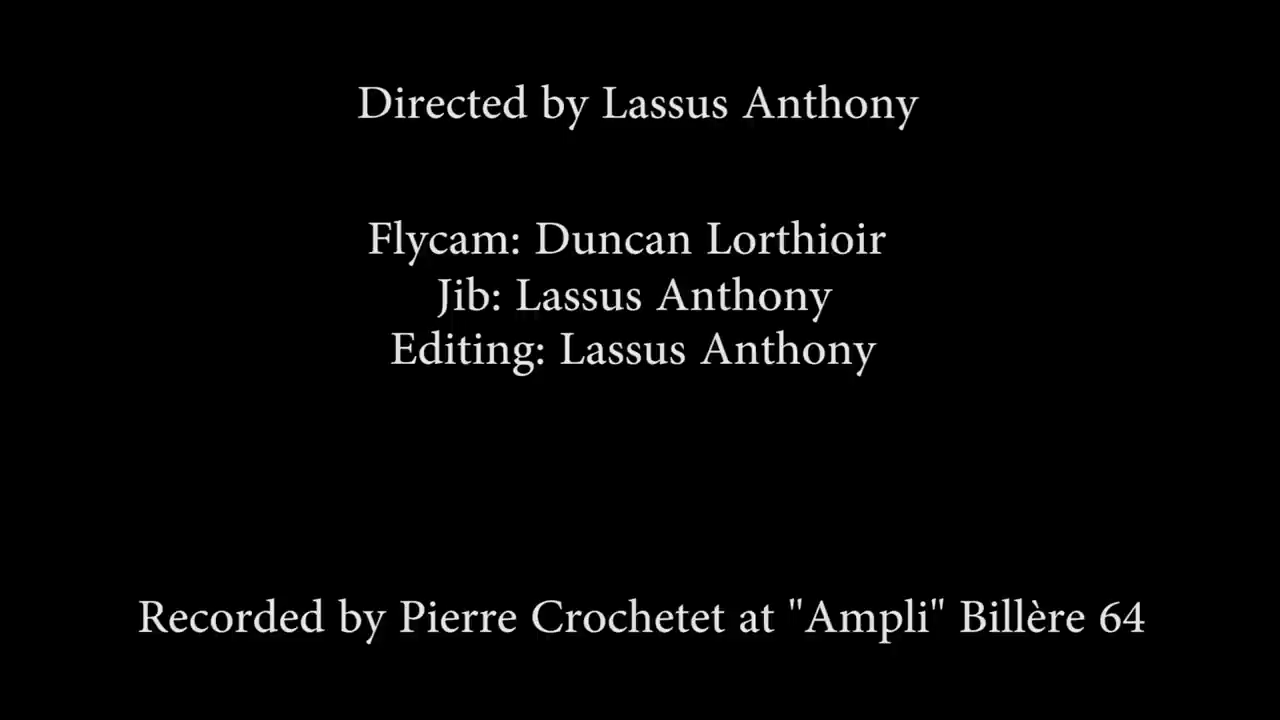 Directed by Lassus Anthony
Flycam: Duncan Lorthioir
Jib: Lassus Anthony
Editing: Lassus Anthony
Recorded by Pierre Crochetet at "Ampli" Billère 64